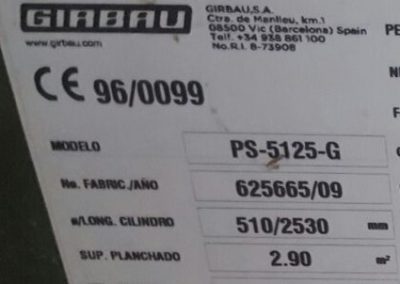 GIRBAU
www.girbau.com
GIRBAU,S.A.
Ctra. de Manlleu, km.1
08500 Vic (Barcelona) Spain
Telf. +34 938 861 100
No.R.I. 8-73908
CE 96/0099
MODELO PS-5125-G
No. FABRIC./AÑO 625665/09
ø/LONG. CILINDRO 510/2530 mm
SUP. PLANCHADO 2.90 m²
PE